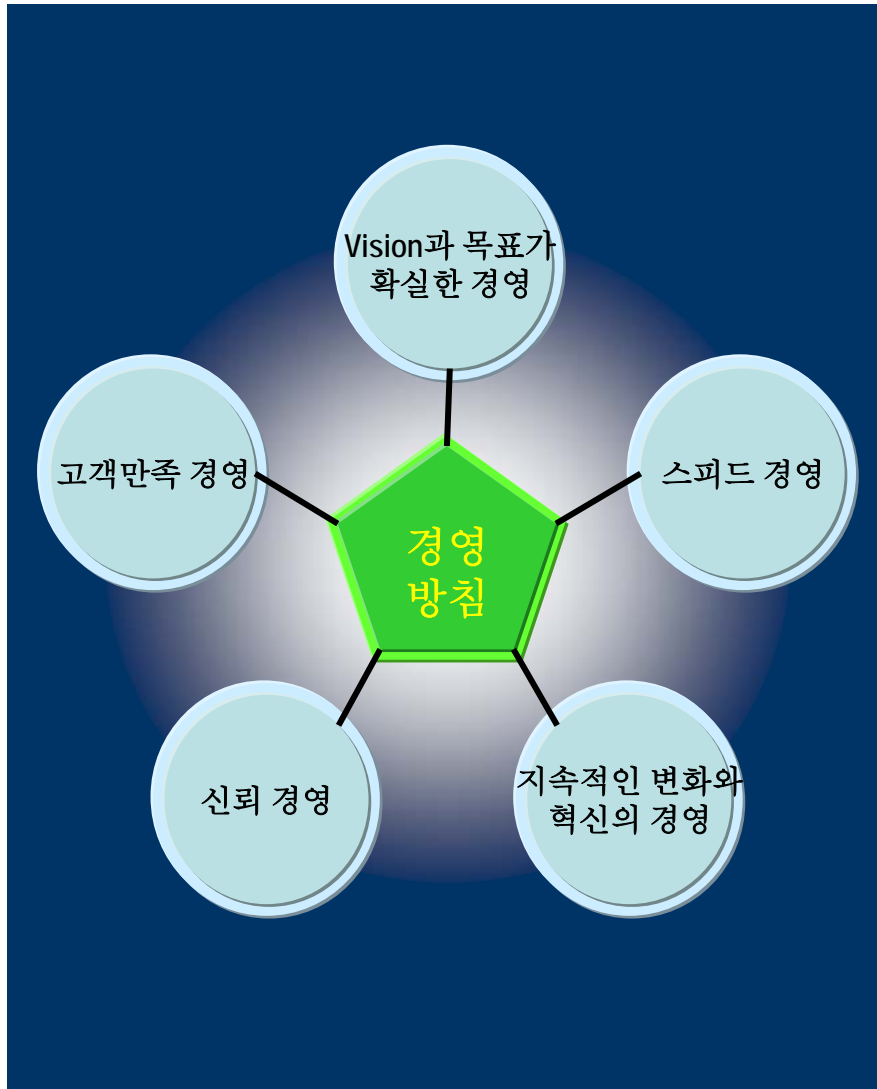 Vision과 목표가
확실한 경영
고객만족 경영
스피드 경영
경영
방침
신뢰 경영
지속적인 변화와
혁신의 경영